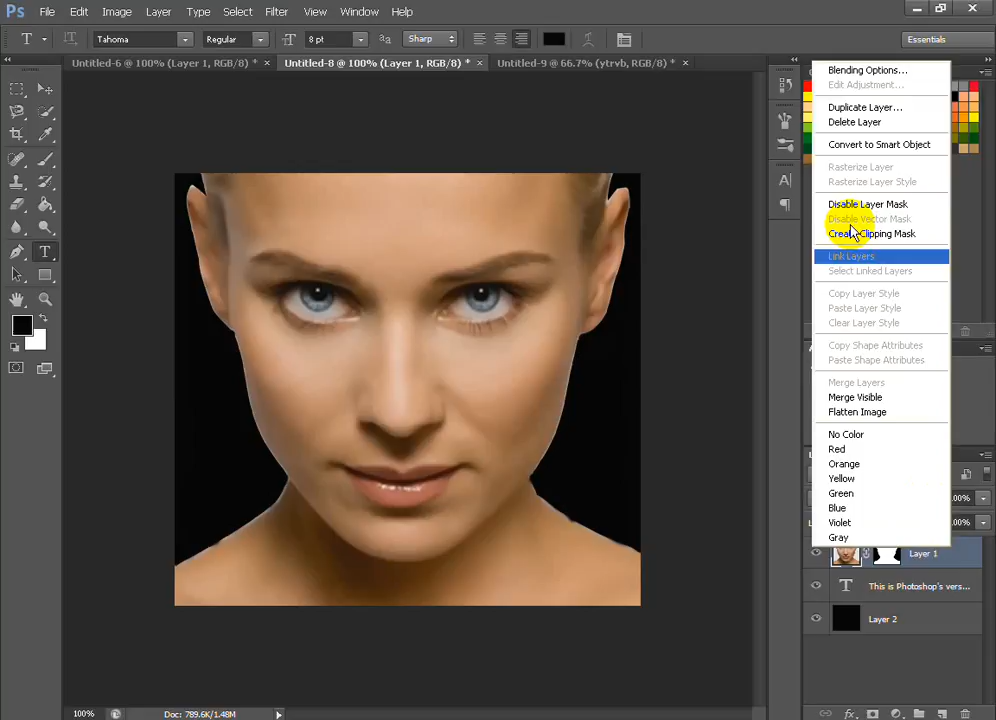 Ps File Edit Image Layer Type Select Filter View Window Help
T Tahoma Regular 8 pt Sharp Essentials
Untitled-6 @ 100% (Layer 1, RGB/8) * × Untitled-8 @ 100% (Layer 1, RGB/8) * × Untitled-9 @ 66.7% (ytrvb, RGB/8) * ×
Blending Options...
Edit Adjustment...
Duplicate Layer...
Delete Layer
Convert to Smart Object
Rasterize Layer
Rasterize Layer Style
Disable Layer Mask
Disable Vector Mask
Create Clipping Mask
Link Layers
Select Linked Layers
Copy Layer Style
Paste Layer Style
Clear Layer Style
Copy Shape Attributes
Paste Shape Attributes
Merge Layers
Merge Visible
Flatten Image
No Color
Red
Orange
Yellow
Green
Blue
Violet
Gray
Layer 1
T This is Photoshop's vers...
Layer 2
100% Doc: 789.6K/1.48M